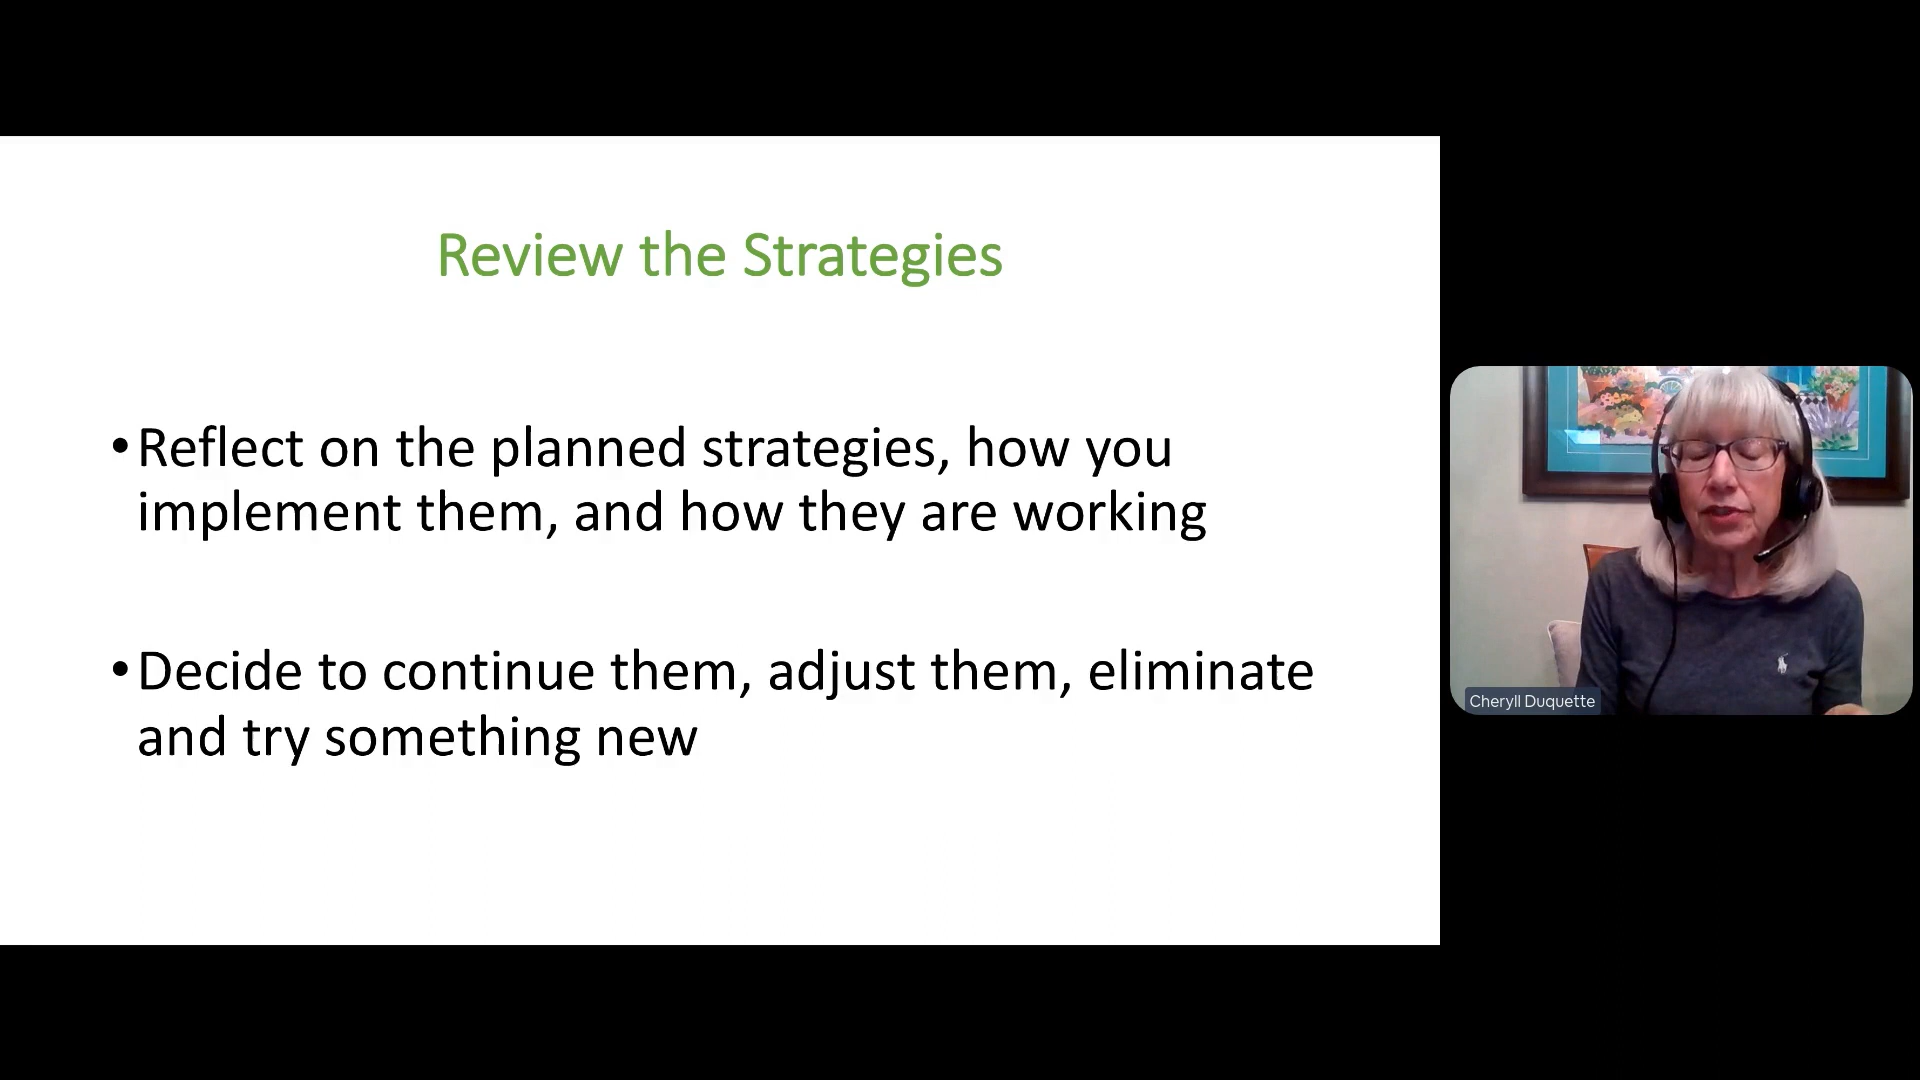 Review the Strategies
•Reflect on the planned strategies, how you
implement them, and how they are working
•Decide to continue them, adjust them, eliminate
and try something new
Cheryll Duquette